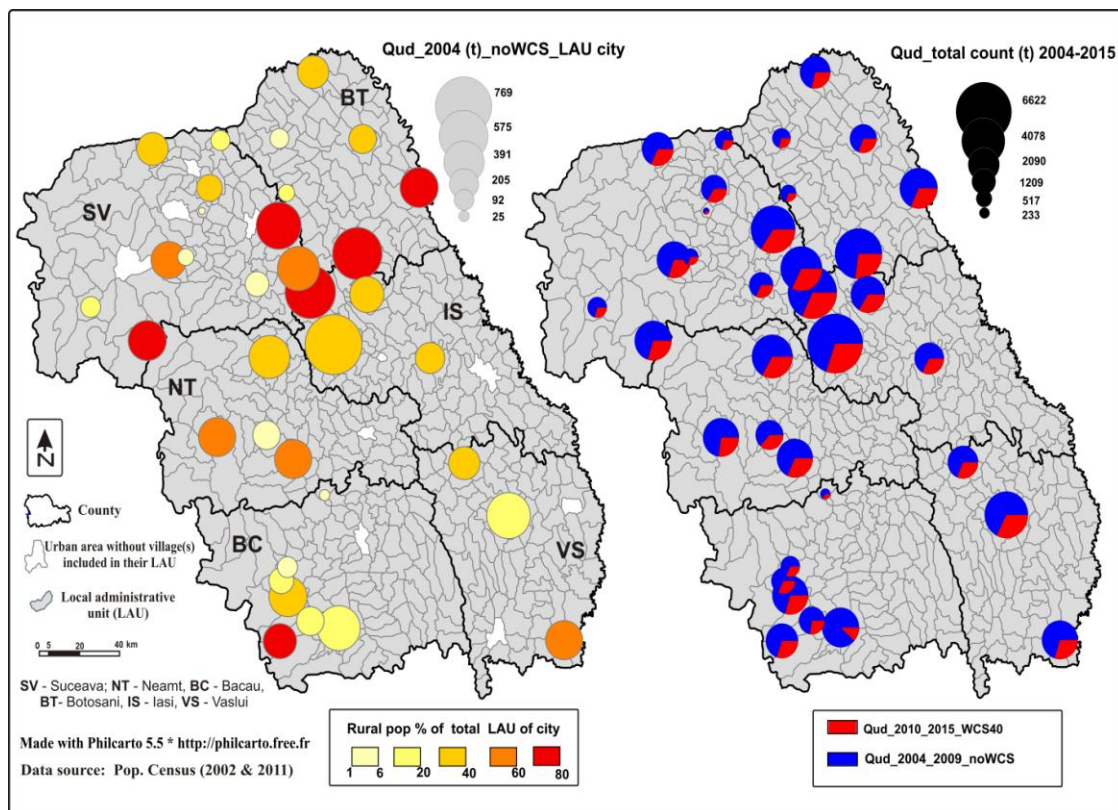 Qud_2004 (t)_noWCS_LAU city
769
575
391
205
92
25
BT
SV
IS
NT
BC
VS
N
County
Urban area without village(s)
included in their LAU
Local administrative
unit (LAU)
0 5 20 40 km
SV - Suceava; NT - Neamt, BC - Bacau,
BT- Botosani, IS - Iasi, VS - Vaslui
Made with Philcarto 5.5 * http://philcarto.free.fr
Data source: Pop. Census (2002 & 2011)
Rural pop % of total LAU of city
1 6 20 40 60 80
Qud_total count (t) 2004-2015
6622
4078
2090
1209
517
233
Qud_2010_2015_WCS40
Qud_2004_2009_noWCS